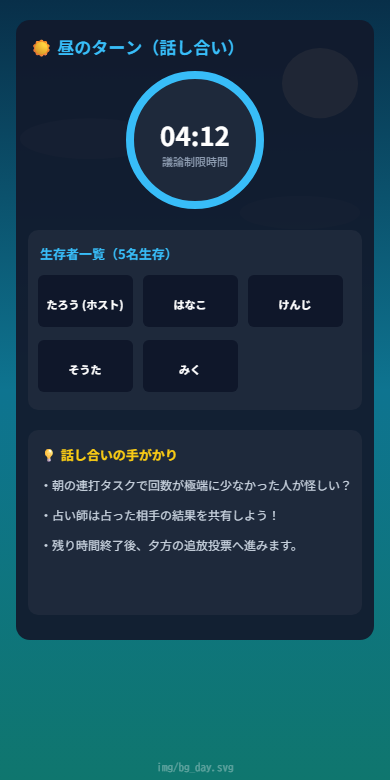 🌞 昼のターン（話し合い）
04:12
議論制限時間
生存者一覧（5名生存）
たろう (ホスト)
はなこ
けんじ
そうた
みく
💡 話し合いの手がかり
・朝の連打タスクで回数が極端に少なかった人が怪しい？
・占い師は占った相手の結果を共有しよう！
・残り時間終了後、夕方の追放投票へ進みます。
img/bg_day.svg